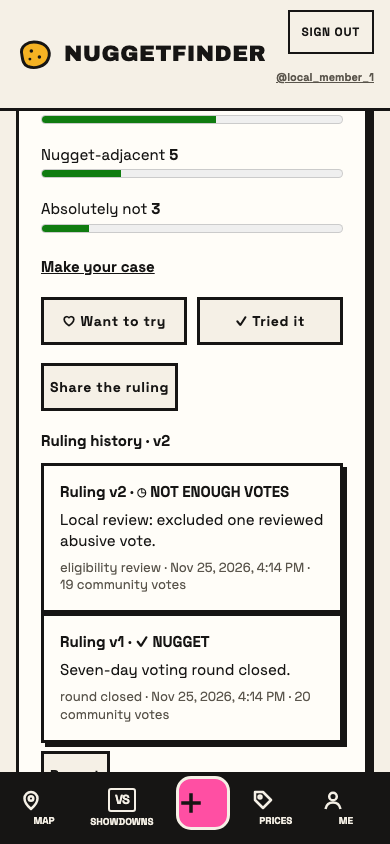 NUGGETFINDER
SIGN OUT
@local_member_1
Nugget-adjacent 5
Absolutely not 3
Make your case
♡ Want to try
✓ Tried it
Share the ruling
Ruling history · v2
Ruling v2 · ◷ NOT ENOUGH VOTES
Local review: excluded one reviewed
abusive vote.
eligibility review · Nov 25, 2026, 4:14 PM ·
19 community votes
Ruling v1 · ✓ NUGGET
Seven-day voting round closed.
round closed · Nov 25, 2026, 4:14 PM · 20
community votes
VS
MAP
SHOWDOWNS
PRICES
ME